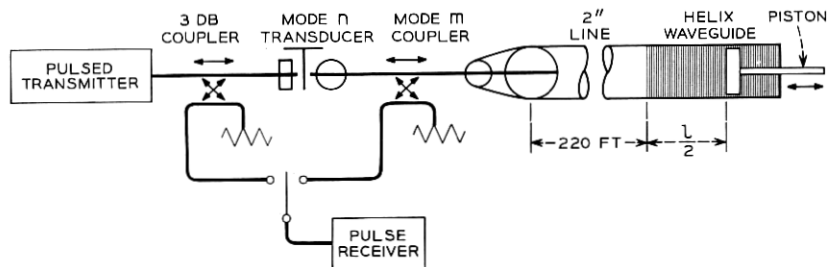 PULSED
TRANSMITTER
3 DB
COUPLER
MODE n
TRANSDUCER
MODE m
COUPLER
2"
LINE
HELIX
WAVEGUIDE
PISTON
220 FT
l
2
PULSE
RECEIVER